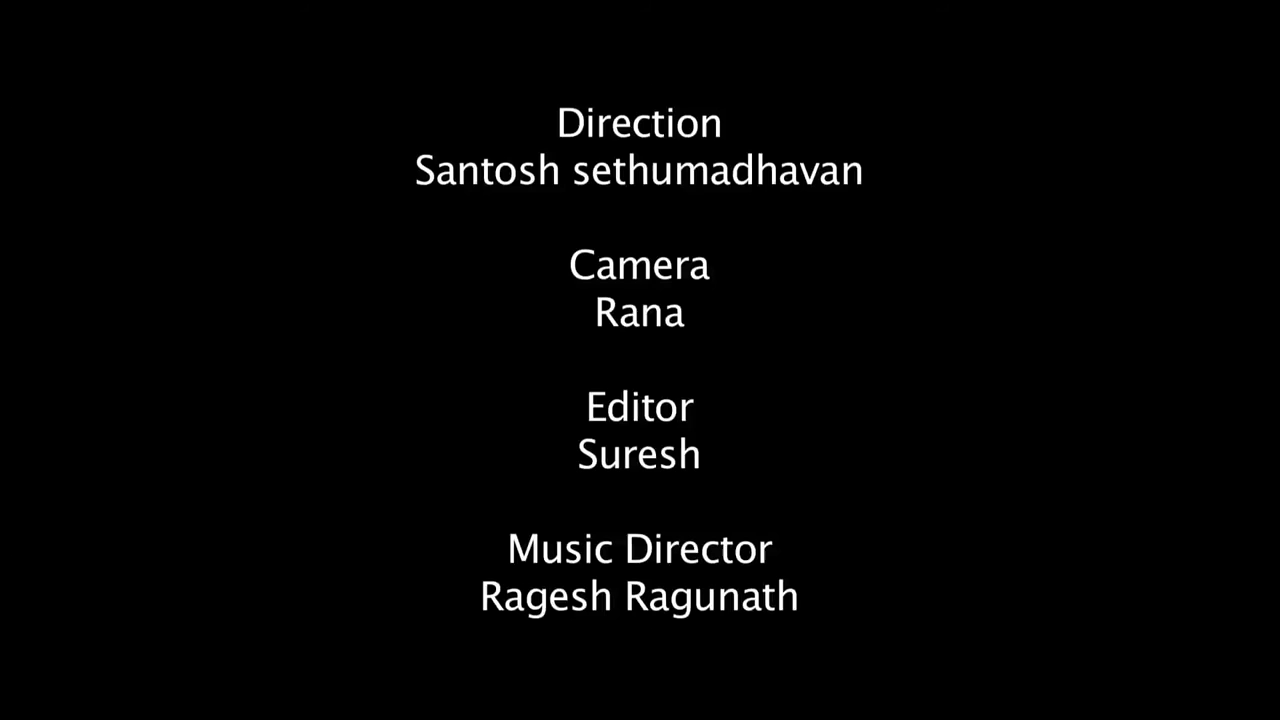 Direction
Santosh sethumadhavan
Camera
Rana
Editor
Suresh
Music Director
Ragesh Ragunath